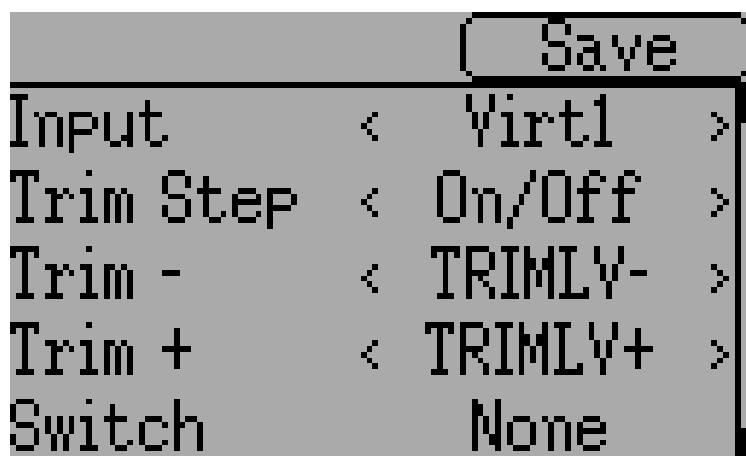 Save
Input < Virt1 >
Trim Step < On/Off >
Trim - < TRIMLV- >
Trim + < TRIMLV+ >
Switch None